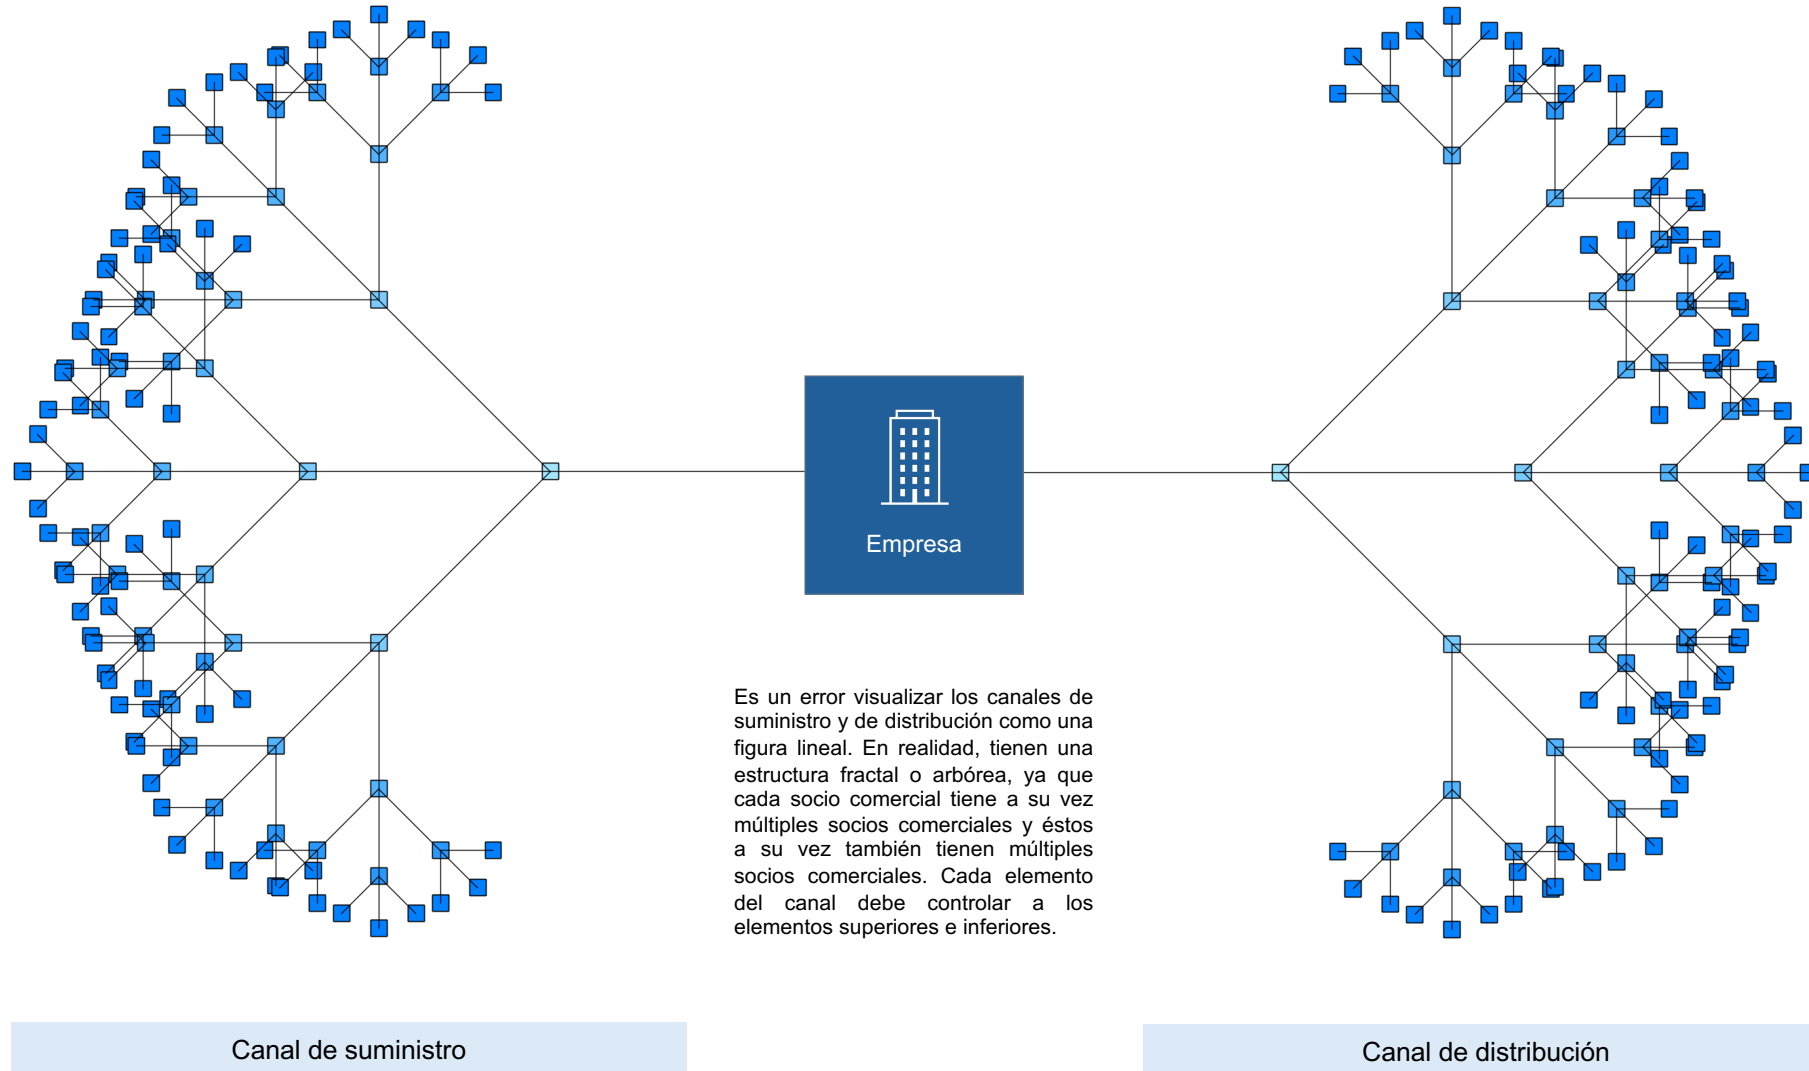 Empresa
Es un error visualizar los canales de
suministro y de distribución como una
figura lineal. En realidad, tienen una
estructura fractal o arbórea, ya que
cada socio comercial tiene a su vez
múltiples socios comerciales y éstos
a su vez también tienen múltiples
socios comerciales. Cada elemento
del canal debe controlar a los
elementos superiores e inferiores.
Canal de suministro
Canal de distribución